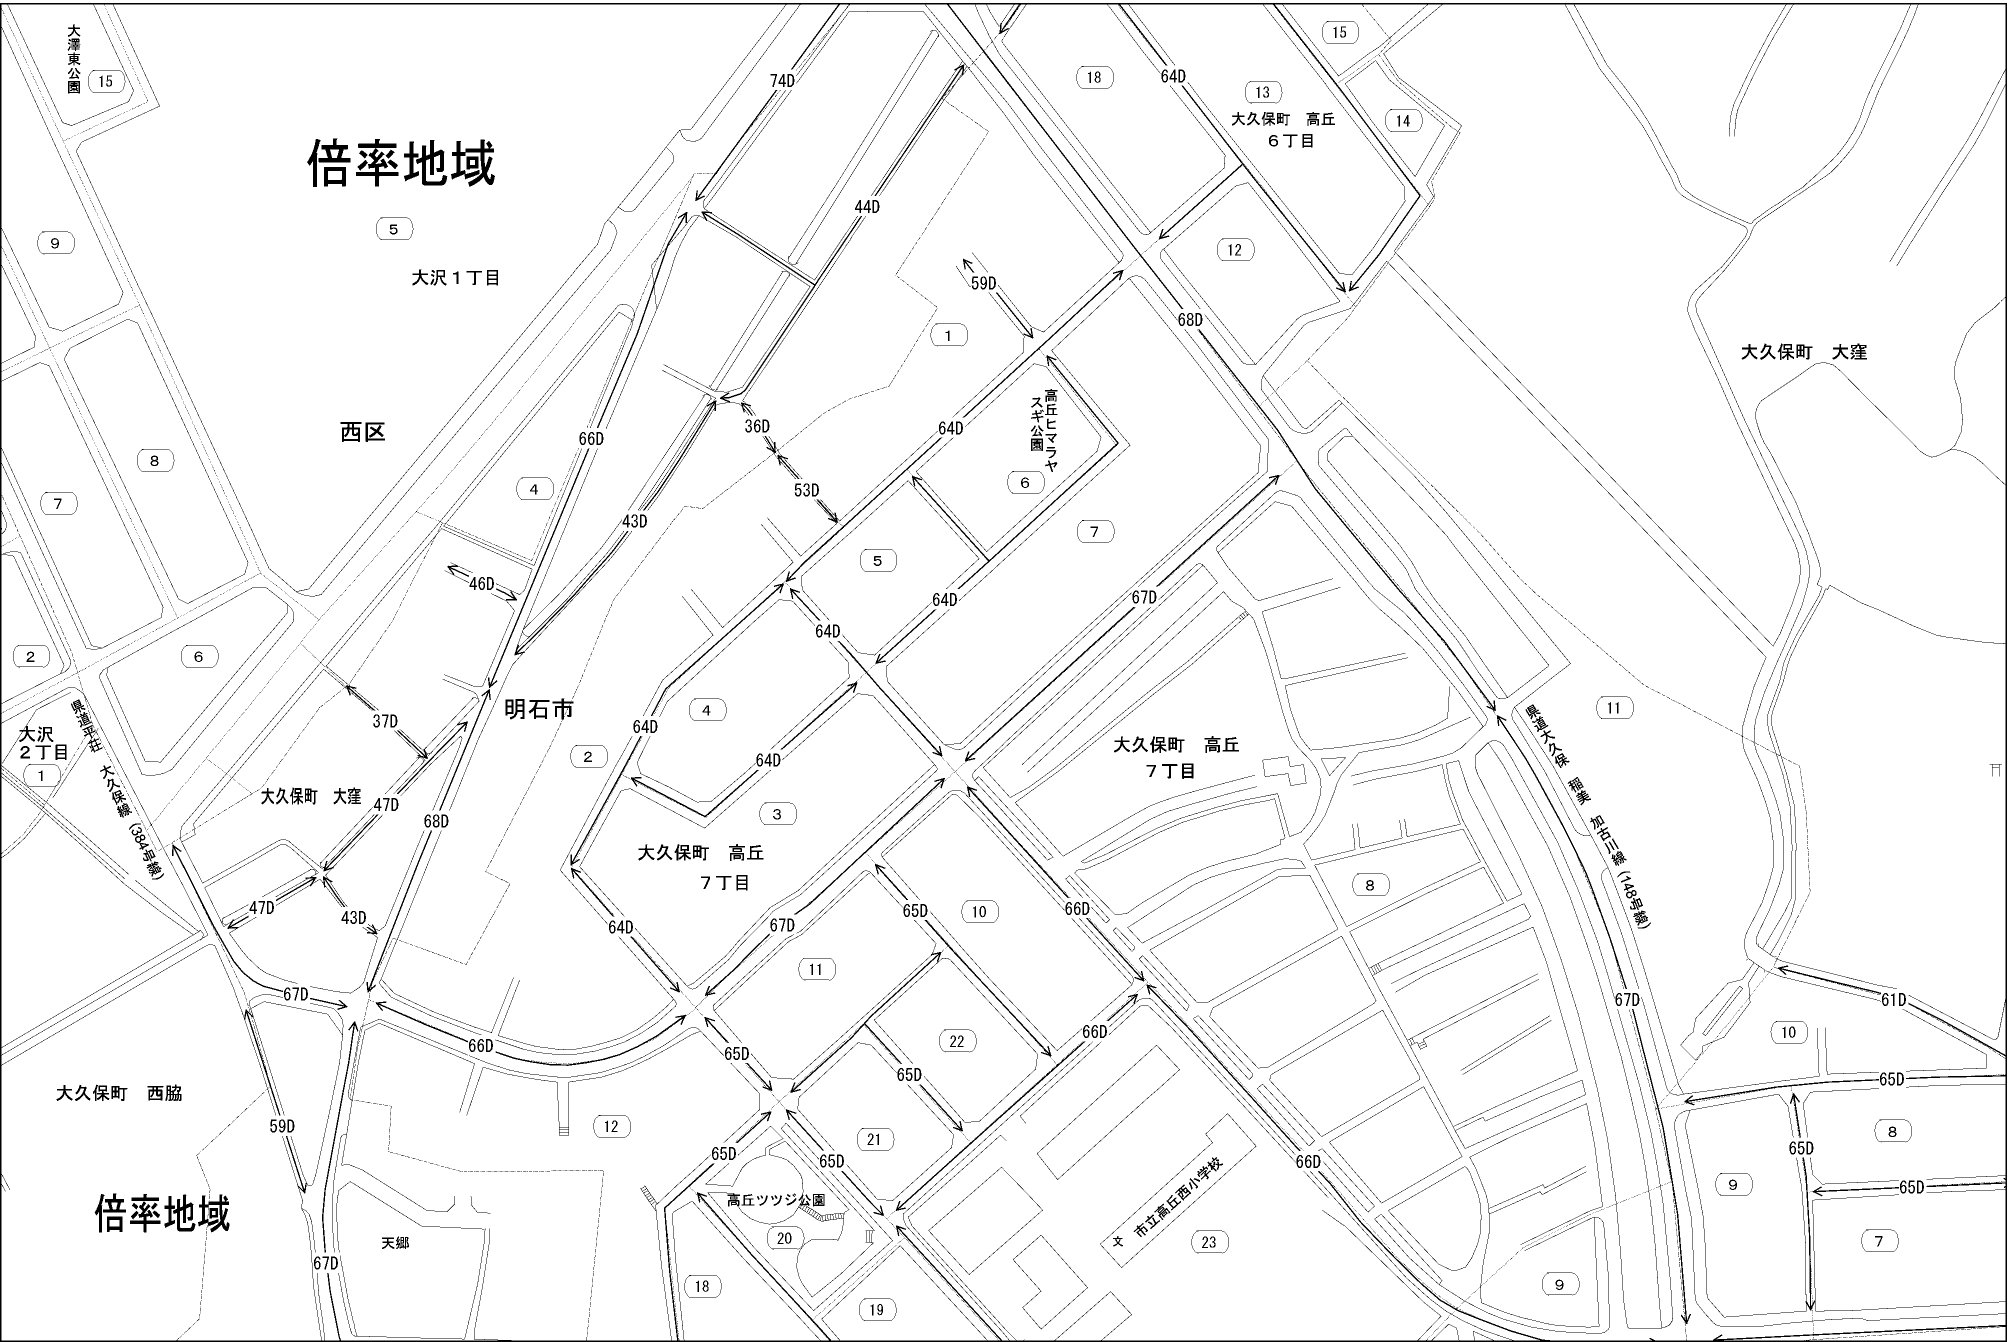 大澤東公園
15
74D
18
64D
13
15
大久保町　高丘
６丁目
14
倍率地域
5
大沢１丁目
44D
9
12
59D
68D
1
大久保町　大窪
西区
66D
36D
64D
高丘ヒマラヤ
スギ公園
8
4
7
53D
6
43D
7
5
46D
67D
64D
64D
2
6
明石市
37D
64D
4
11
大沢
２丁目
1
県道平荘　大久保線 (384号線)
2
64D
大久保町　高丘
７丁目
県道大久保　稲美　加古川線 (148号線)
大久保町　大窪
47D
68D
3
大久保町　高丘
７丁目
8
47D
43D
64D
67D
65D
10
66D
11
67D
67D
61D
66D
65D
22
66D
10
大久保町　西脇
65D
65D
59D
12
21
8
65D
65D
65D
66D
65D
9
倍率地域
高丘ツツジ公園
文 市立高丘西小学校
天郷
20
23
7
67D
18
19
9